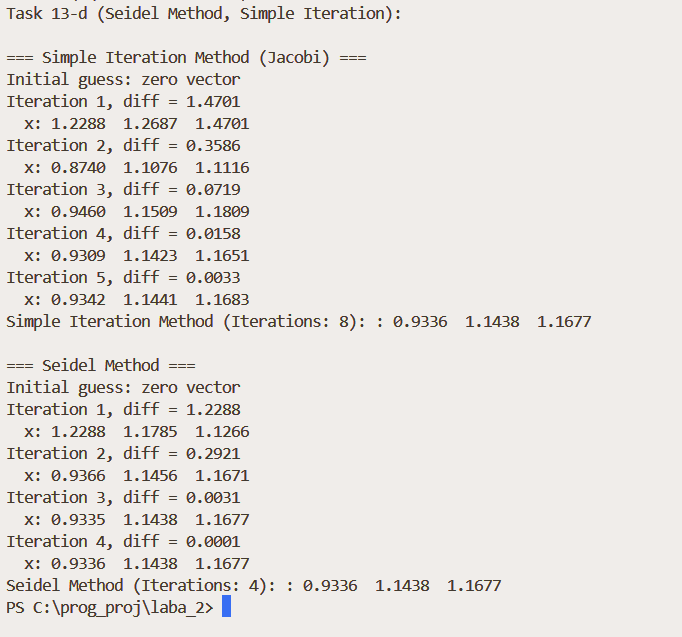 Task 13-d (Seidel Method, Simple Iteration):
=== Simple Iteration Method (Jacobi) ===
Initial guess: zero vector
Iteration 1, diff = 1.4701
x: 1.2288 1.2687 1.4701
Iteration 2, diff = 0.3586
x: 0.8740 1.1076 1.1116
Iteration 3, diff = 0.0719
x: 0.9460 1.1509 1.1809
Iteration 4, diff = 0.0158
x: 0.9309 1.1423 1.1651
Iteration 5, diff = 0.0033
x: 0.9342 1.1441 1.1683
Simple Iteration Method (Iterations: 8): : 0.9336 1.1438 1.1677
=== Seidel Method ===
Initial guess: zero vector
Iteration 1, diff = 1.2288
x: 1.2288 1.1785 1.1266
Iteration 2, diff = 0.2921
x: 0.9366 1.1456 1.1671
Iteration 3, diff = 0.0031
x: 0.9335 1.1438 1.1677
Iteration 4, diff = 0.0001
x: 0.9336 1.1438 1.1677
Seidel Method (Iterations: 4): : 0.9336 1.1438 1.1677
PS C:\prog_proj\laba_2>